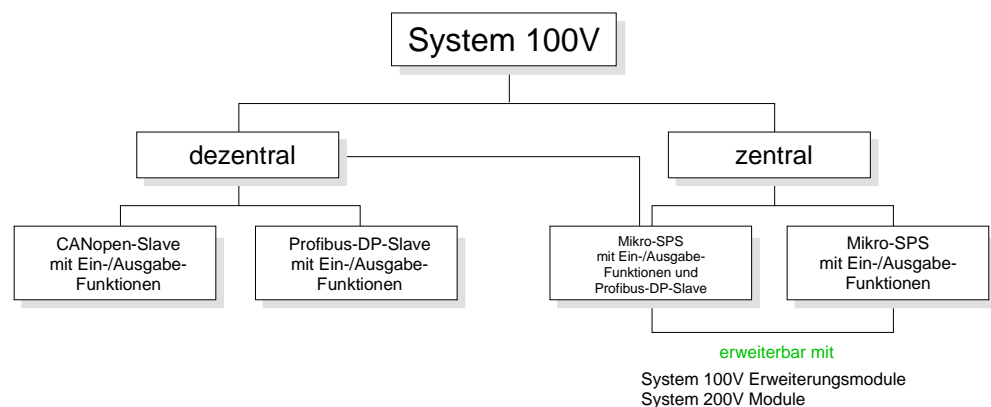 System 100V
dezentral
zentral
CANopen-Slave
mit Ein-/Ausgabe-
Funktionen
Profibus-DP-Slave
mit Ein-/Ausgabe-
Funktionen
Mikro-SPS
mit Ein-/Ausgabe-
Funktionen und
Profibus-DP-Slave
Mikro-SPS
mit Ein-/Ausgabe-
Funktionen
erweiterbar mit
System 100V Erweiterungsmodule
System 200V Module